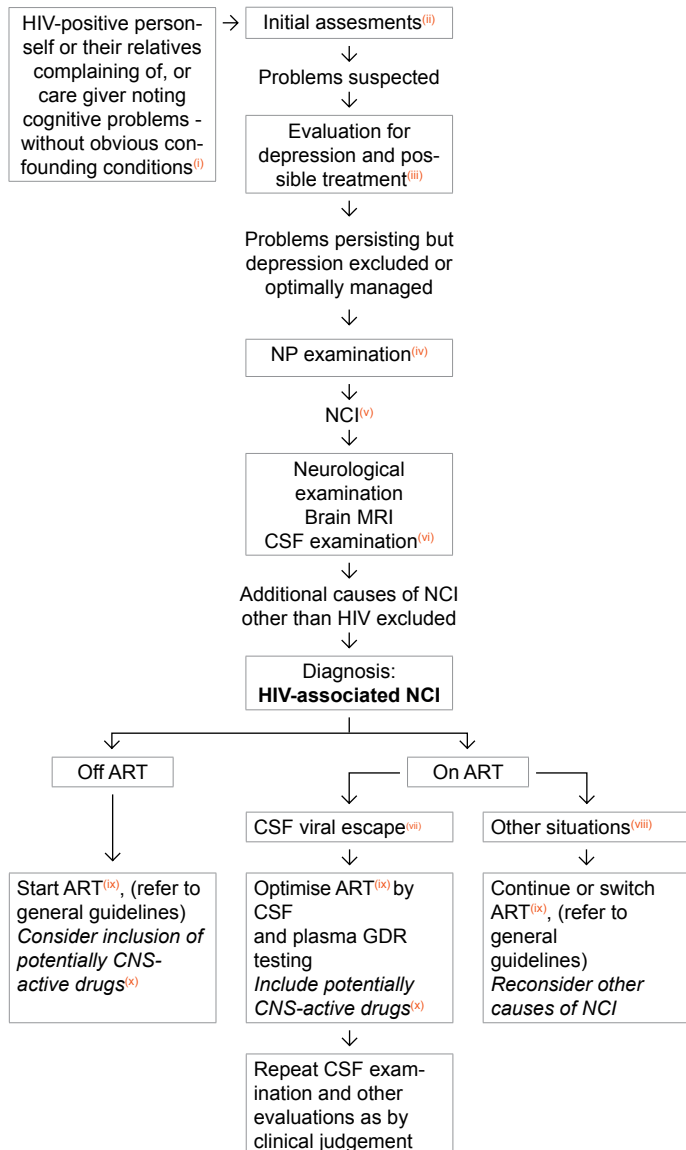 HIV-positive person-
self or their relatives
complaining of, or
care giver noting
cognitive problems -
without obvious con-
founding conditions(i)
Initial assesments(ii)
Problems suspected
Evaluation for
depression and pos-
sible treatment(iii)
Problems persisting but
depression excluded or
optimally managed
NP examination(iv)
NCI(v)
Neurological
examination
Brain MRI
CSF examination(vi)
Additional causes of NCI
other than HIV excluded
Diagnosis:
HIV-associated NCI
Off ART
On ART
CSF viral escape(vii)
Other situations(viii)
Start ART(ix), (refer to
general guidelines)
Consider inclusion of
potentially CNS-
active drugs(x)
Optimise ART(ix) by
CSF
and plasma GDR
testing
Include potentially
CNS-active drugs(x)
Continue or switch
ART(ix), (refer to
general
guidelines)
Reconsider other
causes of NCI
Repeat CSF exam-
ination and other
evaluations as by
clinical judgement